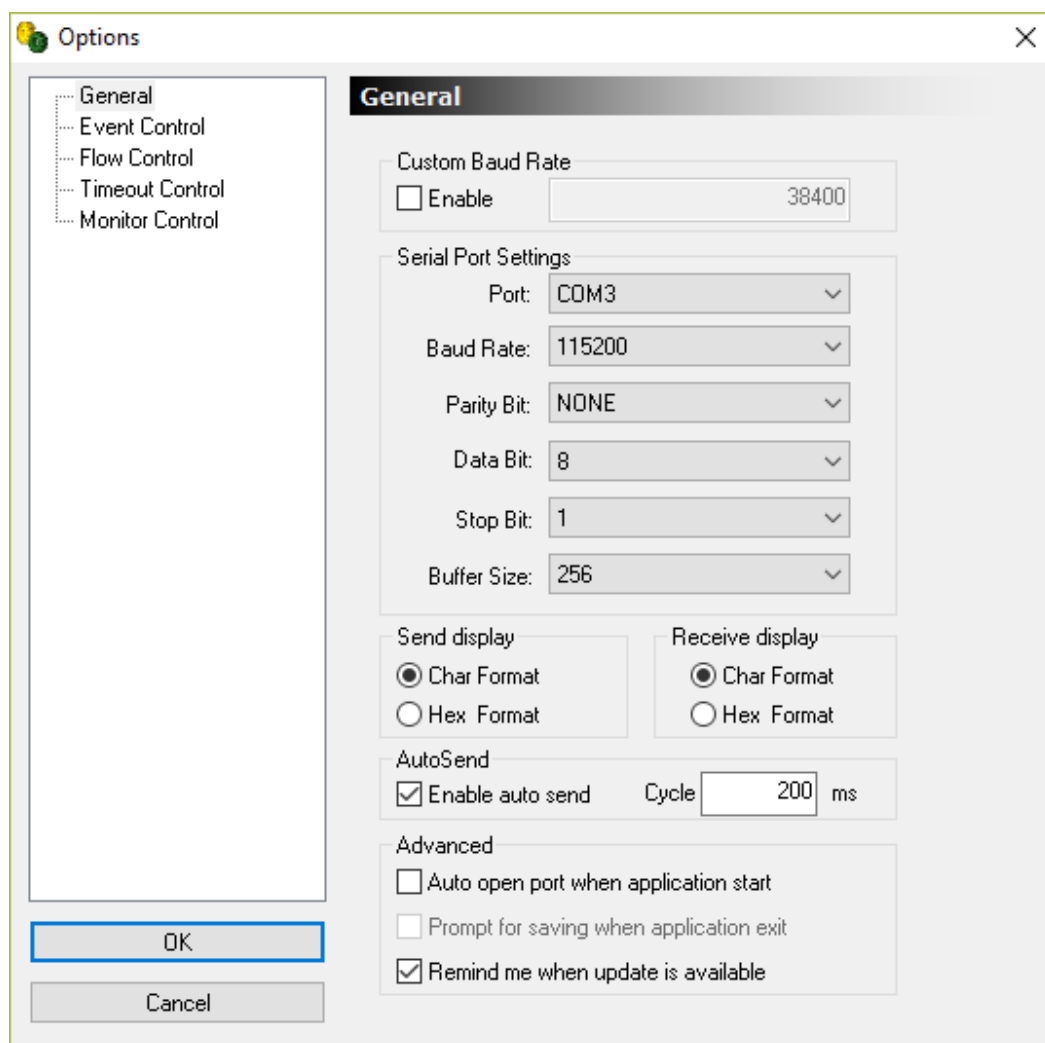 Options
General
Event Control
Flow Control
Timeout Control
Monitor Control
OK
Cancel
General
Custom Baud Rate
Enable 38400
Serial Port Settings
Port: COM3
Baud Rate: 115200
Parity Bit: NONE
Data Bit: 8
Stop Bit: 1
Buffer Size: 256
Send display
Char Format
Hex Format
Receive display
Char Format
Hex Format
AutoSend
Enable auto send Cycle 200 ms
Advanced
Auto open port when application start
Prompt for saving when application exit
Remind me when update is available